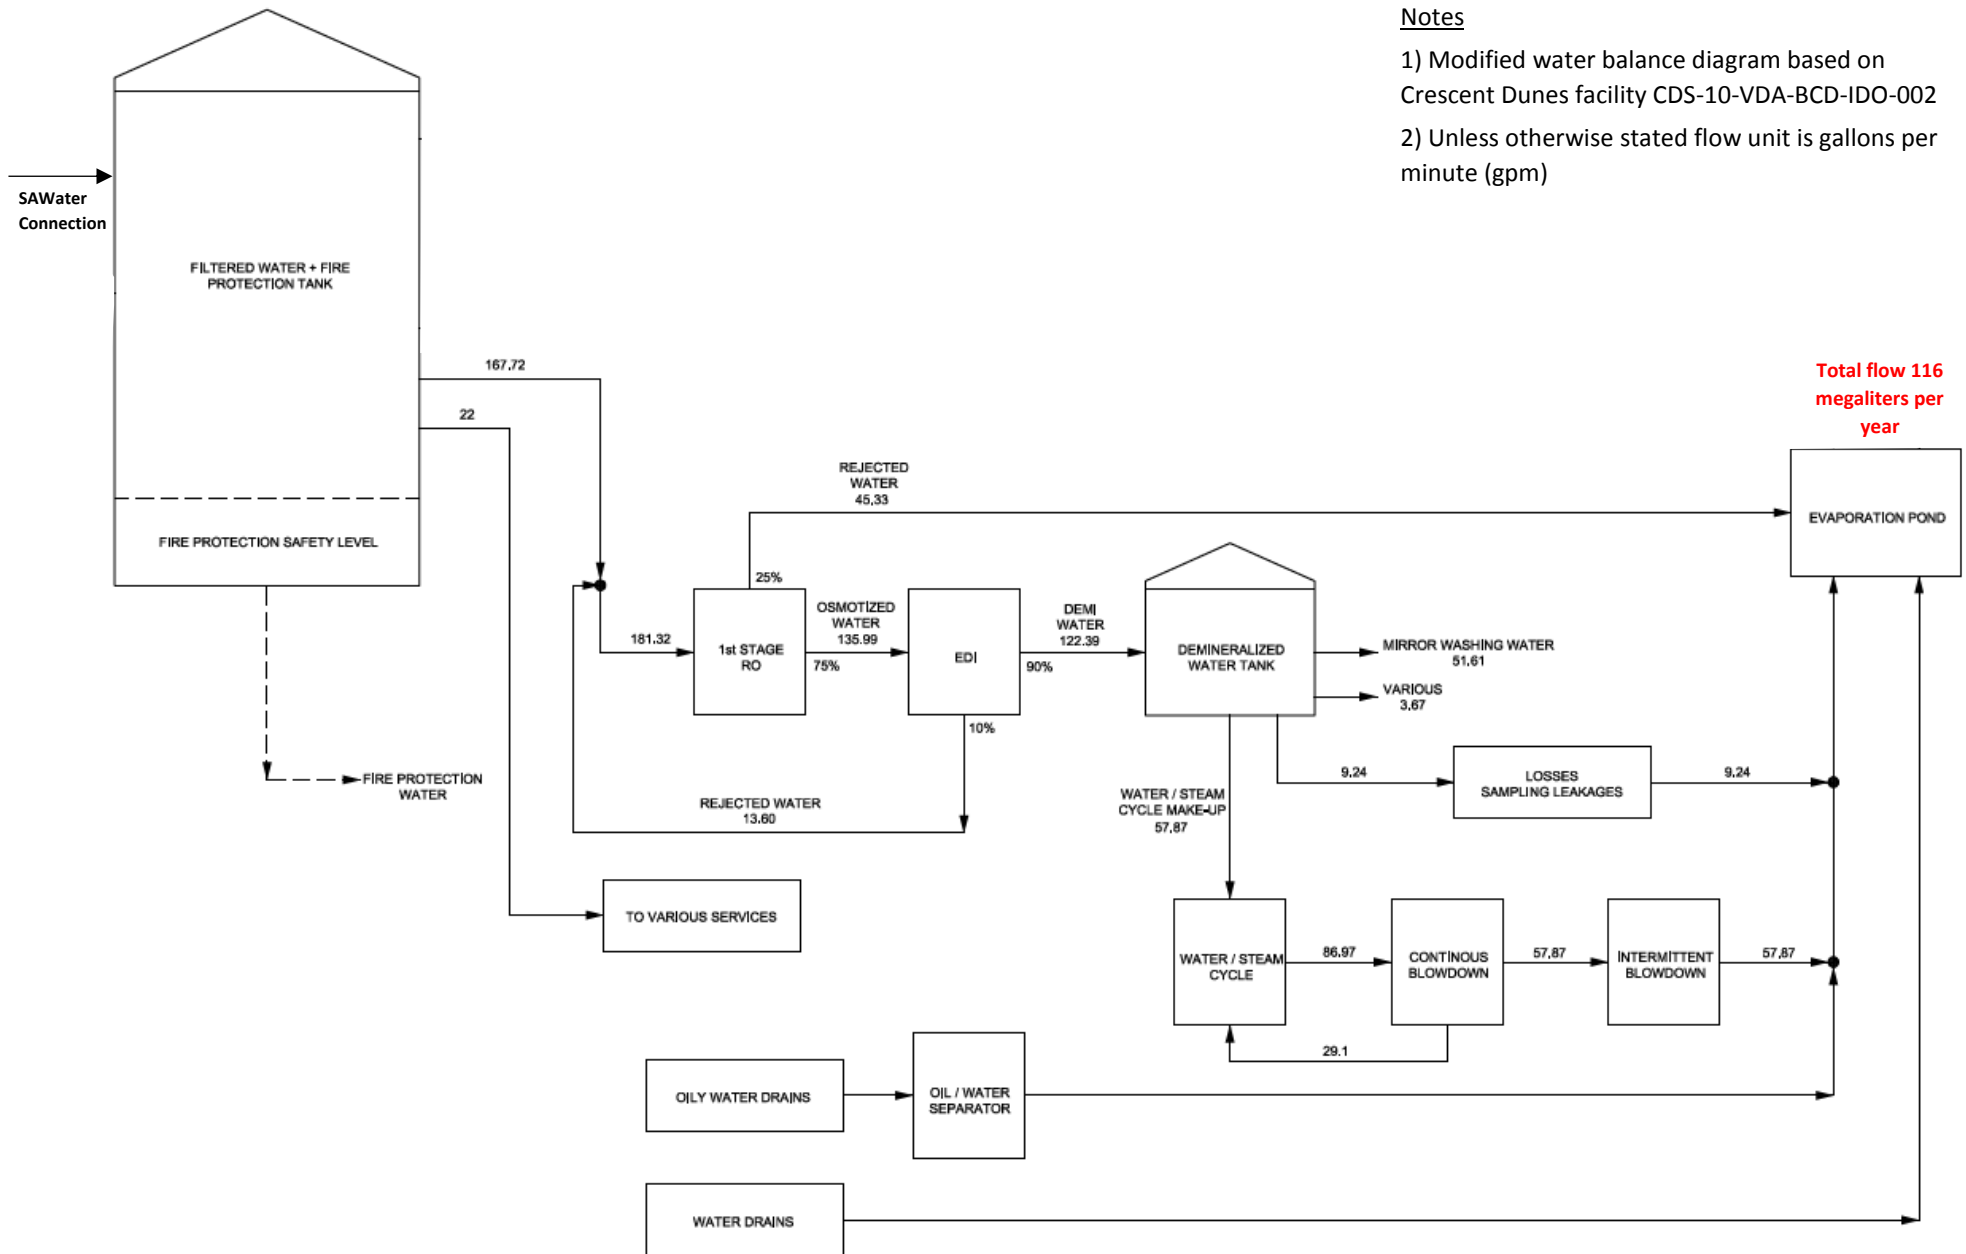 Notes
1) Modified water balance diagram based on
Crescent Dunes facility CDS-10-VDA-BCD-IDO-002
2) Unless otherwise stated flow unit is gallons per
minute (gpm)
SAWater
Connection
FILTERED WATER + FIRE
PROTECTION TANK
FIRE PROTECTION SAFETY LEVEL
167.72
22
Total flow 116
megaliters per
year
REJECTED
WATER
45,33
EVAPORATION POND
25%
181.32
1st STAGE
RO
OSMOTIZED
WATER
135.99
75%
EDI
DEMI
WATER
122.39
90%
10%
DEMINERALIZED
WATER TANK
MIRROR WASHING WATER
51,61
VARIOUS
3,67
FIRE PROTECTION
WATER
REJECTED WATER
13.60
WATER / STEAM
CYCLE MAKE-UP
57,87
9.24
LOSSES
SAMPLING LEAKAGES
9.24
TO VARIOUS SERVICES
WATER / STEAM
CYCLE
86.97
CONTINOUS
BLOWDOWN
57,87
INTERMITTENT
BLOWDOWN
57,87
29.1
OILY WATER DRAINS
OIL / WATER
SEPARATOR
WATER DRAINS